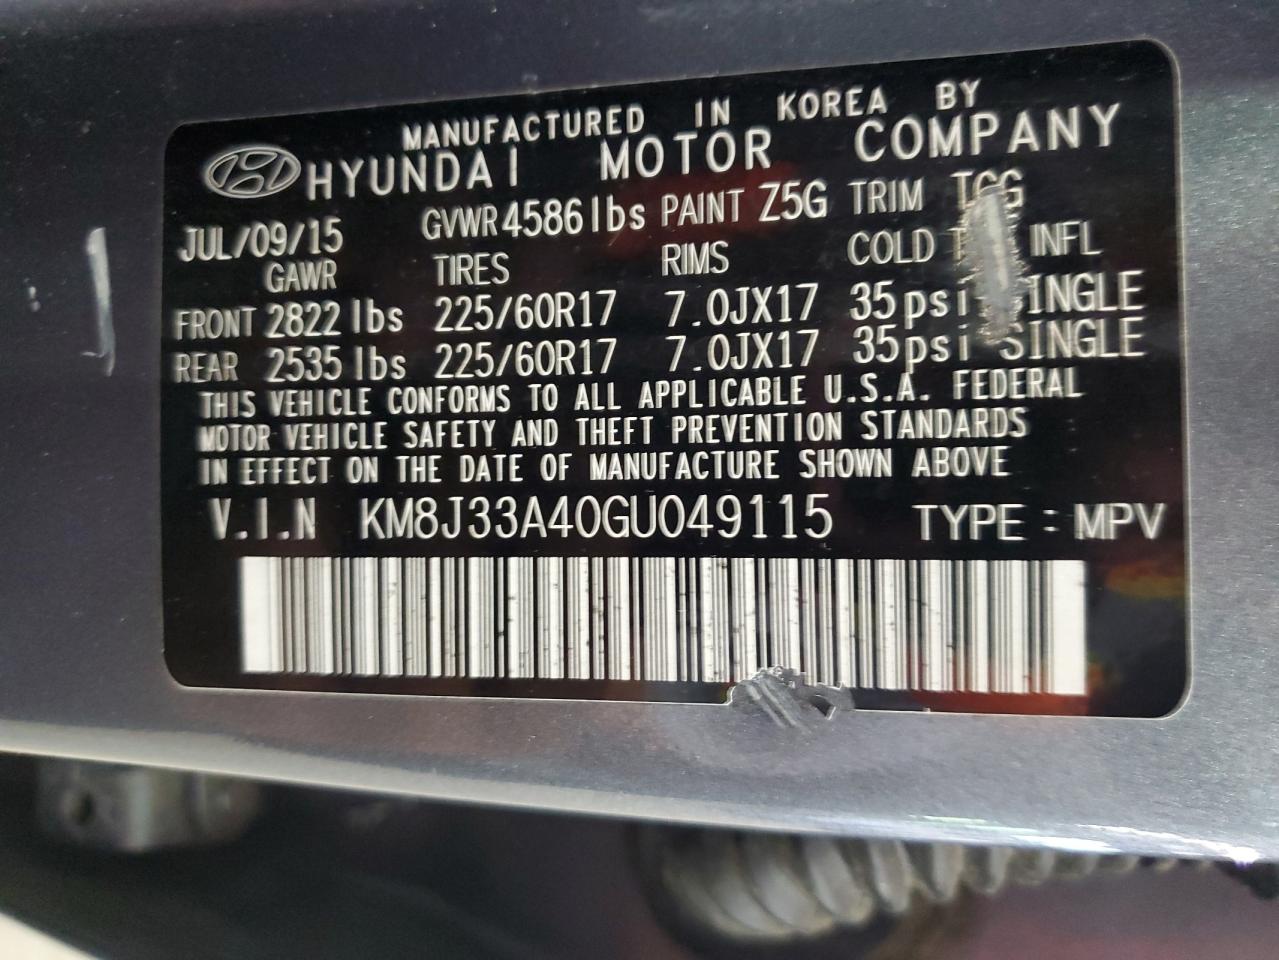 MANUFACTURED IN KOREA BY
HYUNDAI MOTOR COMPANY
JUL/09/15 GVWR 4586 lbs PAINT Z5G TRIM
GAWR TIRES RIMS COLD INFL
FRONT 2822 lbs 225/60R17 7.0JX17 35psi SINGLE
REAR 2535 lbs 225/60R17 7.0JX17 35psi SINGLE
THIS VEHICLE CONFORMS TO ALL APPLICABLE U.S.A. FEDERAL
MOTOR VEHICLE SAFETY AND THEFT PREVENTION STANDARDS
IN EFFECT ON THE DATE OF MANUFACTURE SHOWN ABOVE
V.I.N KM8J33A40GU049115 TYPE : MPV